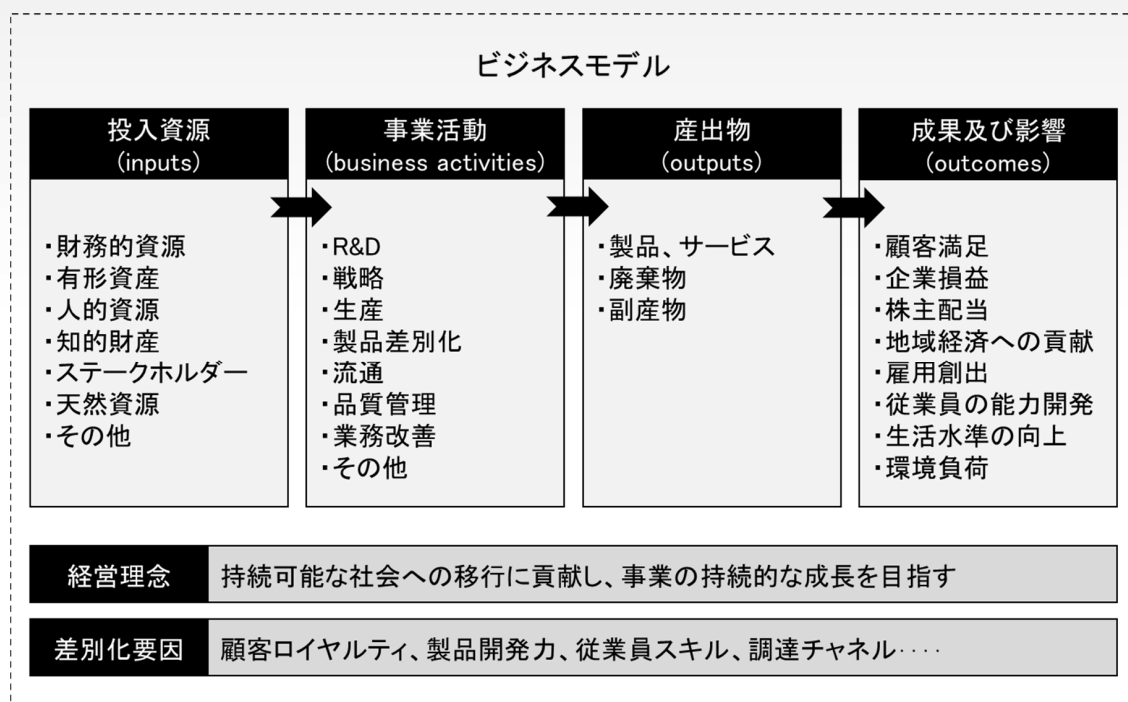 ビジネスモデル
投入資源
(inputs)
・財務的資源
・有形資産
・人的資源
・知的財産
・ステークホルダー
・天然資源
・その他
事業活動
(business activities)
・R&D
・戦略
・生産
・製品差別化
・流通
・品質管理
・業務改善
・その他
産出物
(outputs)
・製品、サービス
・廃棄物
・副産物
成果及び影響
(outcomes)
・顧客満足
・企業損益
・株主配当
・地域経済への貢献
・雇用創出
・従業員の能力開発
・生活水準の向上
・環境負荷
経営理念
持続可能な社会への移行に貢献し、事業の持続的な成長を目指す
差別化要因
顧客ロイヤルティ、製品開発力、従業員スキル、調達チャネル‥‥